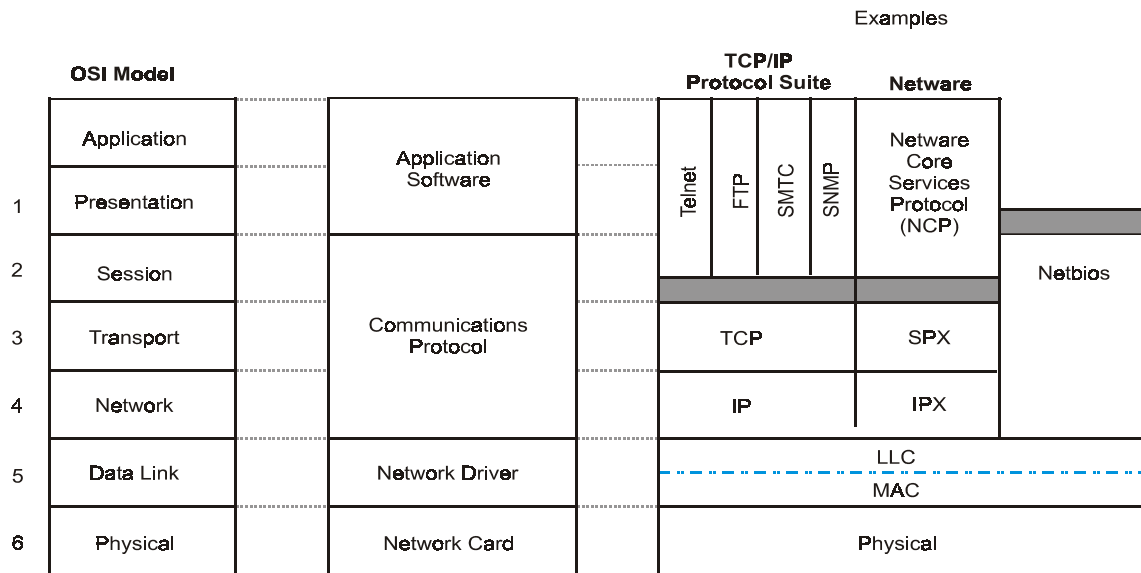 Examples
OSI Model
TCP/IP
Protocol Suite
Netware
Application
Application
Software
Telnet
FTP
SMTC
SNMP
Netware
Core
Services
Protocol
(NCP)
1
Presentation
2
Session
Netbios
3
Transport
Communications
Protocol
TCP
SPX
4
Network
IP
IPX
5
Data Link
Network Driver
LLC
MAC
6
Physical
Network Card
Physical